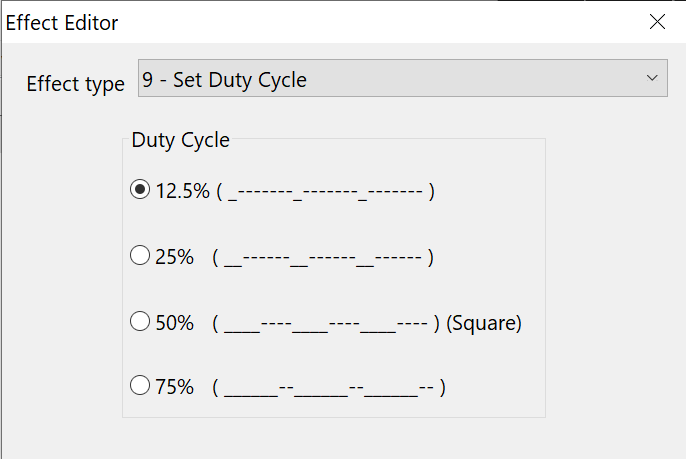 Effect Editor
Effect type 9 - Set Duty Cycle
Duty Cycle
12.5% ( _-------_-------_------- )
25% ( __------__------__------ )
50% ( ____----____----____---- ) (Square)
75% ( ______--______--______-- )